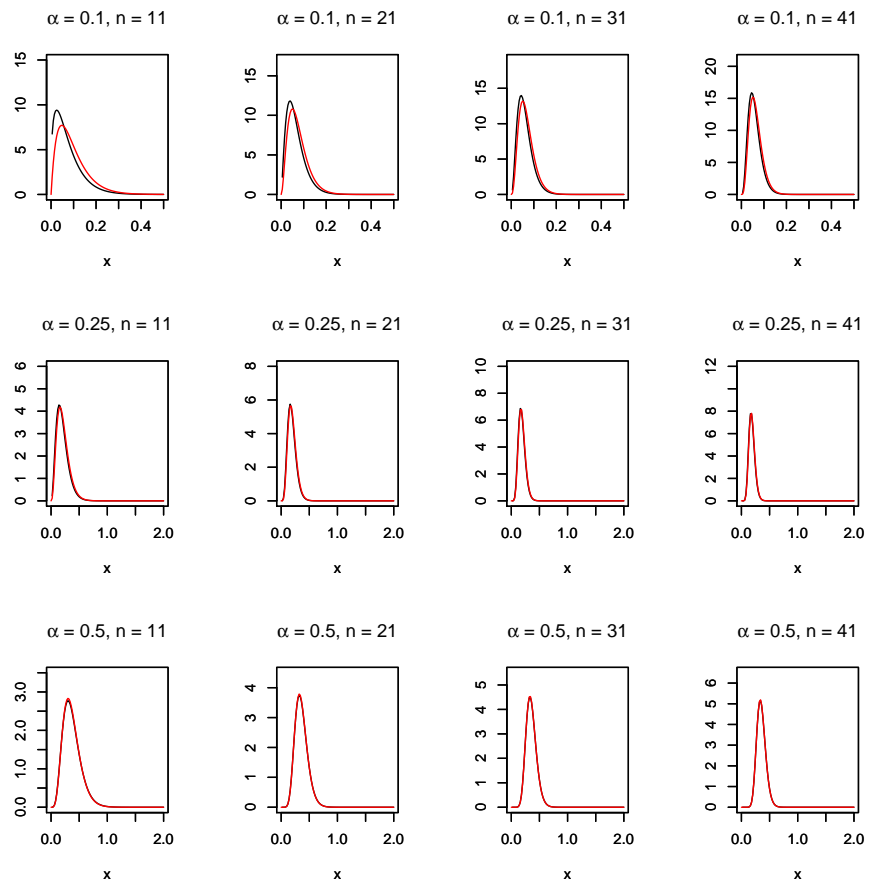 α = 0.1, n = 11
α = 0.1, n = 21
α = 0.1, n = 31
α = 0.1, n = 41
0 5 10 15
0.0 0.2 0.4
x
0 5 10 15
0.0 0.2 0.4
x
0 5 10 15
0.0 0.2 0.4
x
0 5 10 15 20
0.0 0.2 0.4
x
α = 0.25, n = 11
α = 0.25, n = 21
α = 0.25, n = 31
α = 0.25, n = 41
0 1 2 3 4 5 6
0.0 1.0 2.0
x
0 2 4 6 8
0.0 1.0 2.0
x
0 2 4 6 8 10
0.0 1.0 2.0
x
0 2 4 6 8 12
0.0 1.0 2.0
x
α = 0.5, n = 11
α = 0.5, n = 21
α = 0.5, n = 31
α = 0.5, n = 41
0.0 1.0 2.0 3.0
0.0 1.0 2.0
x
0 1 2 3 4
0.0 1.0 2.0
x
0 1 2 3 4 5
0.0 1.0 2.0
x
0 1 2 3 4 5 6
0.0 1.0 2.0
x